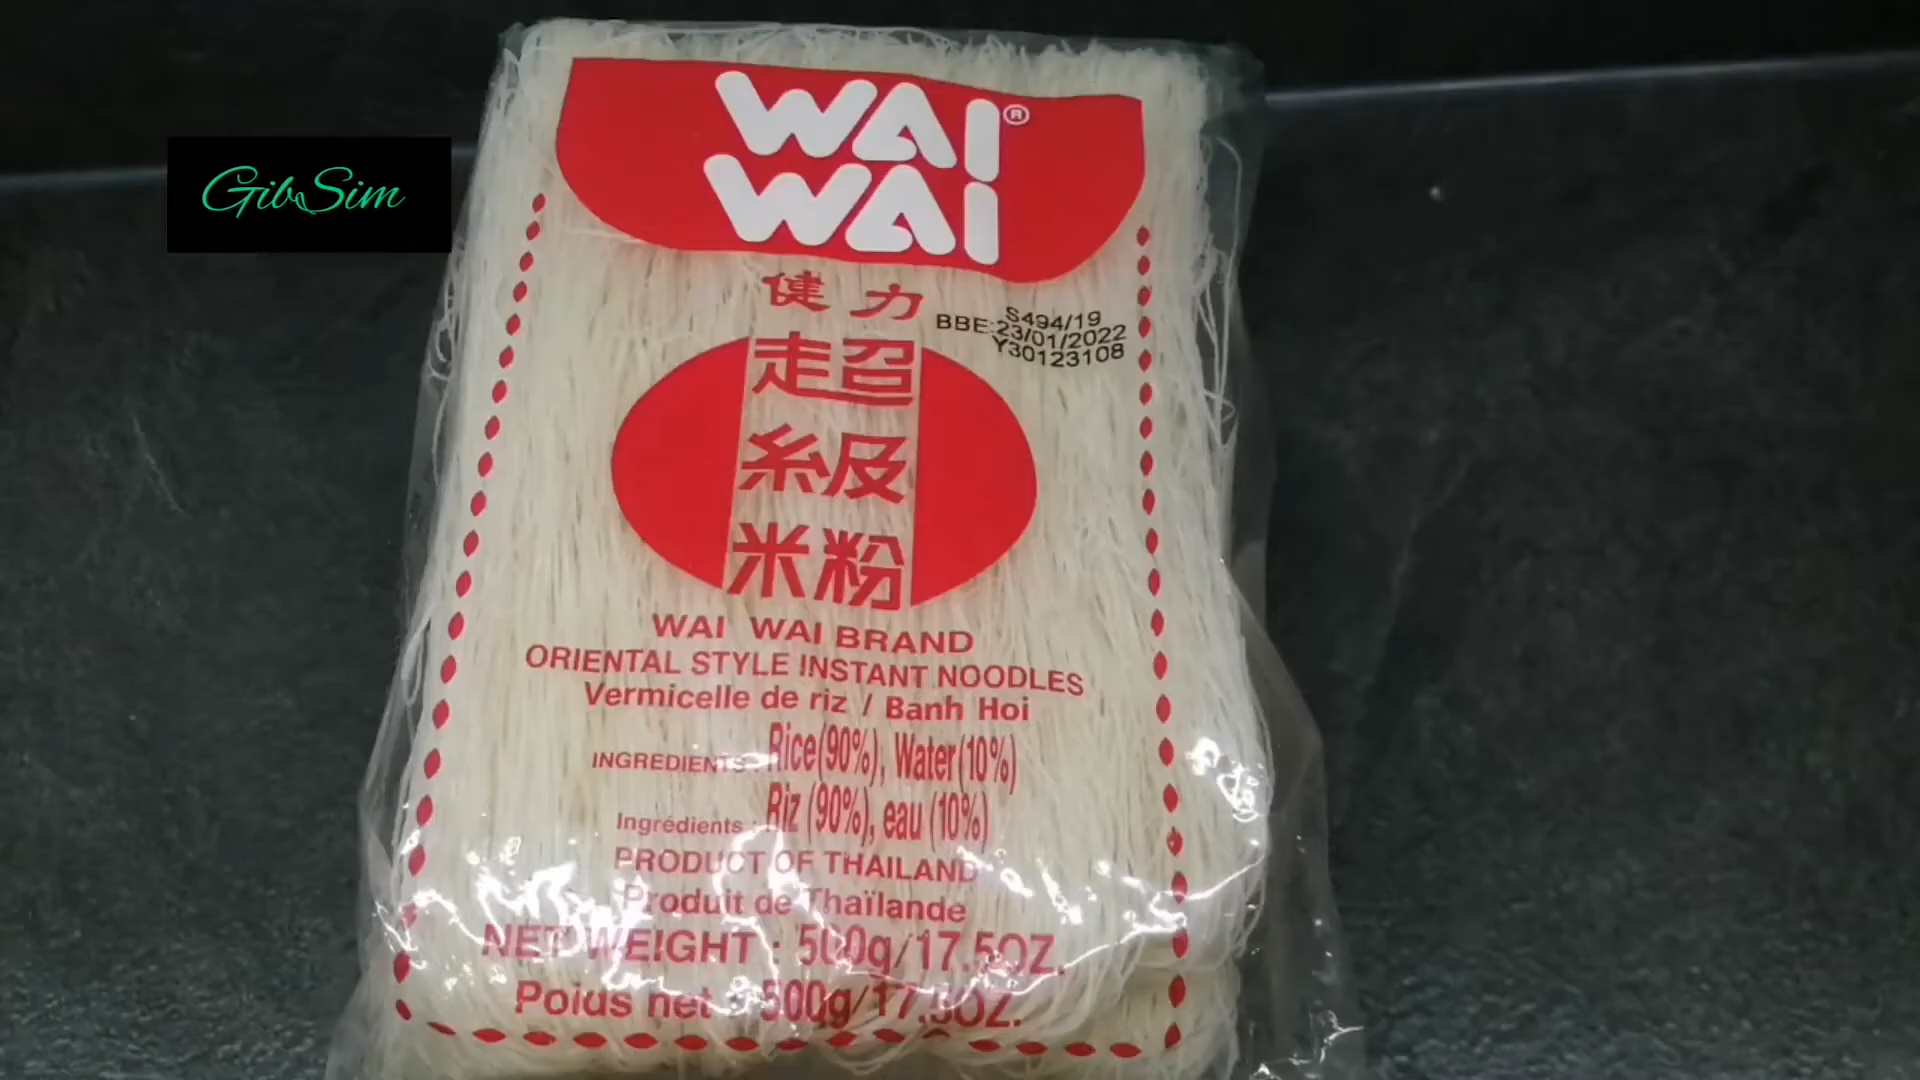 WAI®
WAI
GibSim
健力
S494/19
BBE:23/01/2022
Y30123108
超
級
米粉
WAI WAI BRAND
ORIENTAL STYLE INSTANT NOODLES
Vermicelle de riz / Banh Hoi
INGREDIENTS : Rice(90%), Water(10%)
Ingrédients : Riz (90%), eau (10%)
PRODUCT OF THAILAND
Produit de Thaïlande
NET WEIGHT : 500g/17.5OZ.
Poids net : 500g/17.5OZ.